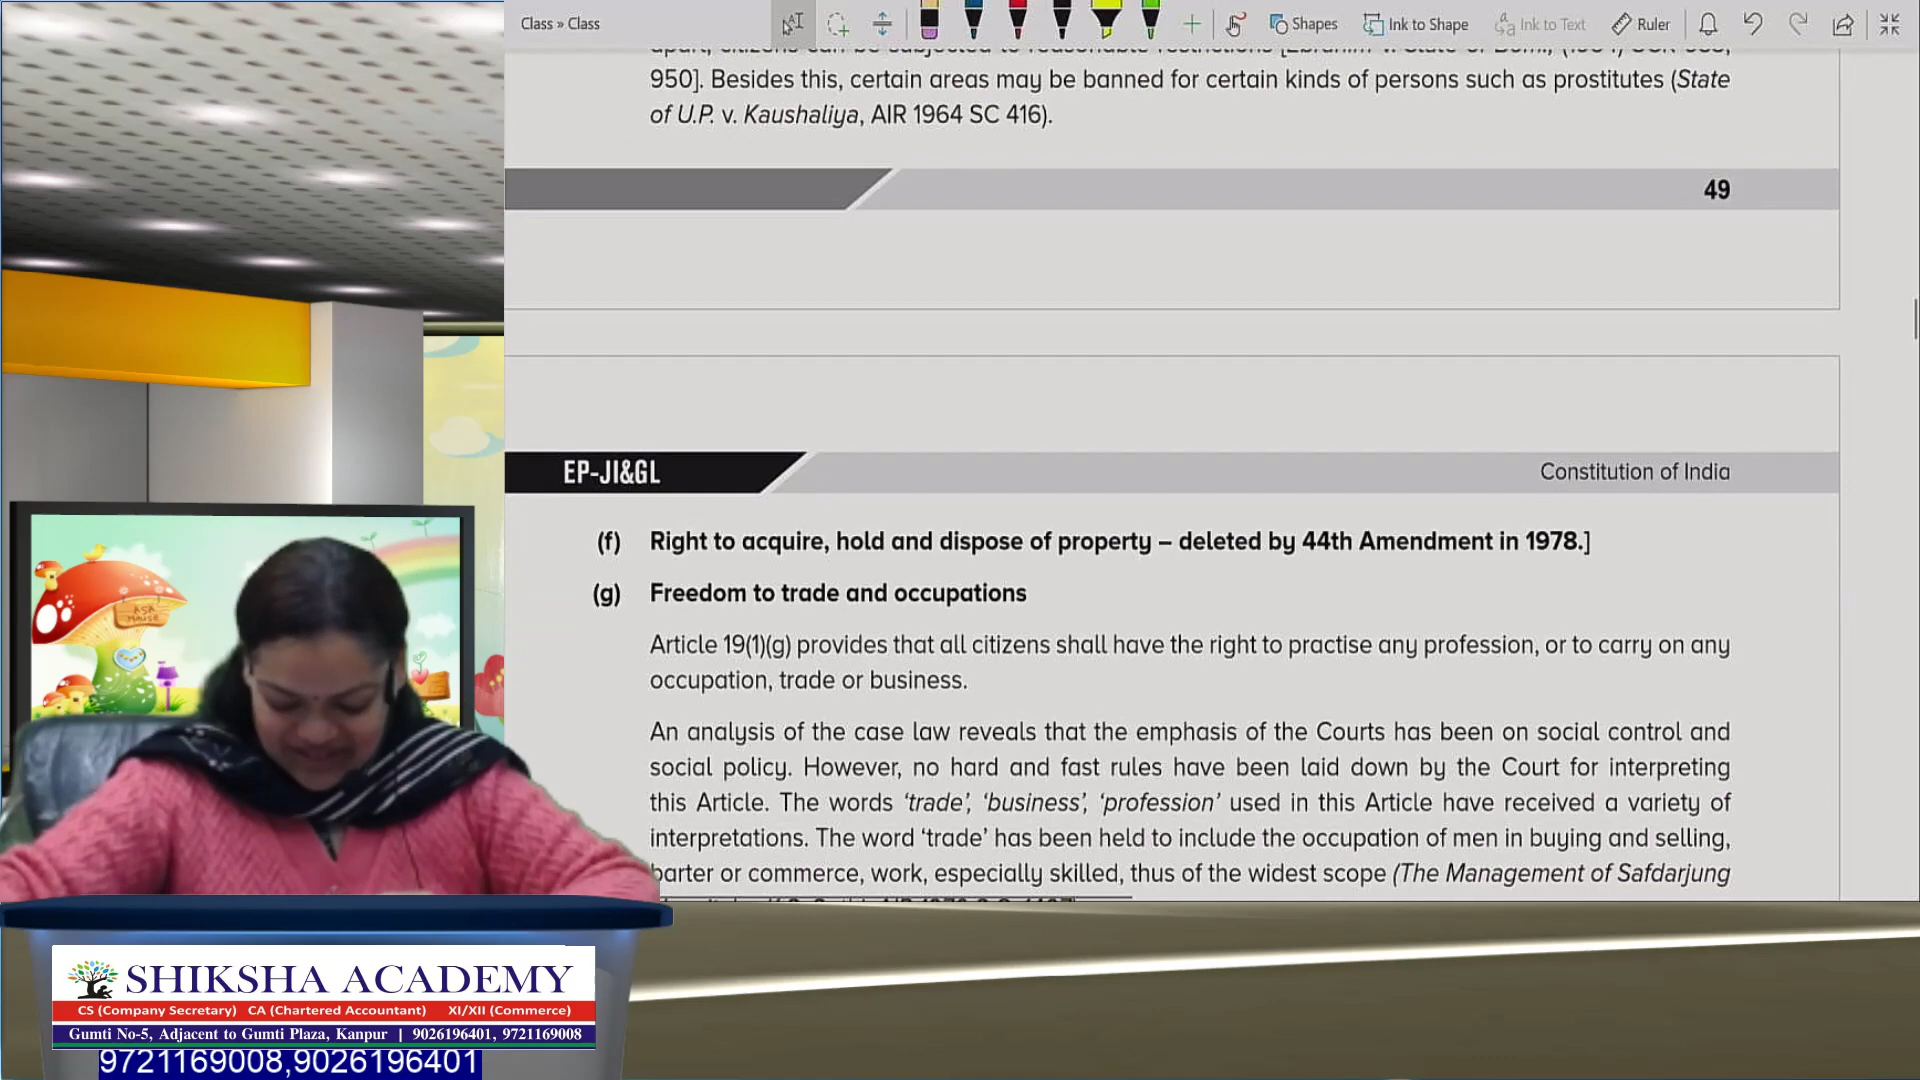 Class » Class
Shapes
Ink to Shape
Ink to Text
Ruler
950]. Besides this, certain areas may be banned for certain kinds of persons such as prostitutes (State
of U.P. v. Kaushaliya, AIR 1964 SC 416).
49
EP-JI&GL
Constitution of India
(f) Right to acquire, hold and dispose of property – deleted by 44th Amendment in 1978.]
(g) Freedom to trade and occupations
Article 19(1)(g) provides that all citizens shall have the right to practise any profession, or to carry on any
occupation, trade or business.
An analysis of the case law reveals that the emphasis of the Courts has been on social control and
social policy. However, no hard and fast rules have been laid down by the Court for interpreting
this Article. The words ‘trade’, ‘business’, ‘profession’ used in this Article have received a variety of
interpretations. The word ‘trade’ has been held to include the occupation of men in buying and selling,
barter or commerce, work, especially skilled, thus of the widest scope (The Management of Safdarjung
SHIKSHA ACADEMY
CS (Company Secretary) CA (Chartered Accountant) XI/XII (Commerce)
Gumti No-5, Adjacent to Gumti Plaza, Kanpur | 9026196401, 9721169008
9721169008,9026196401